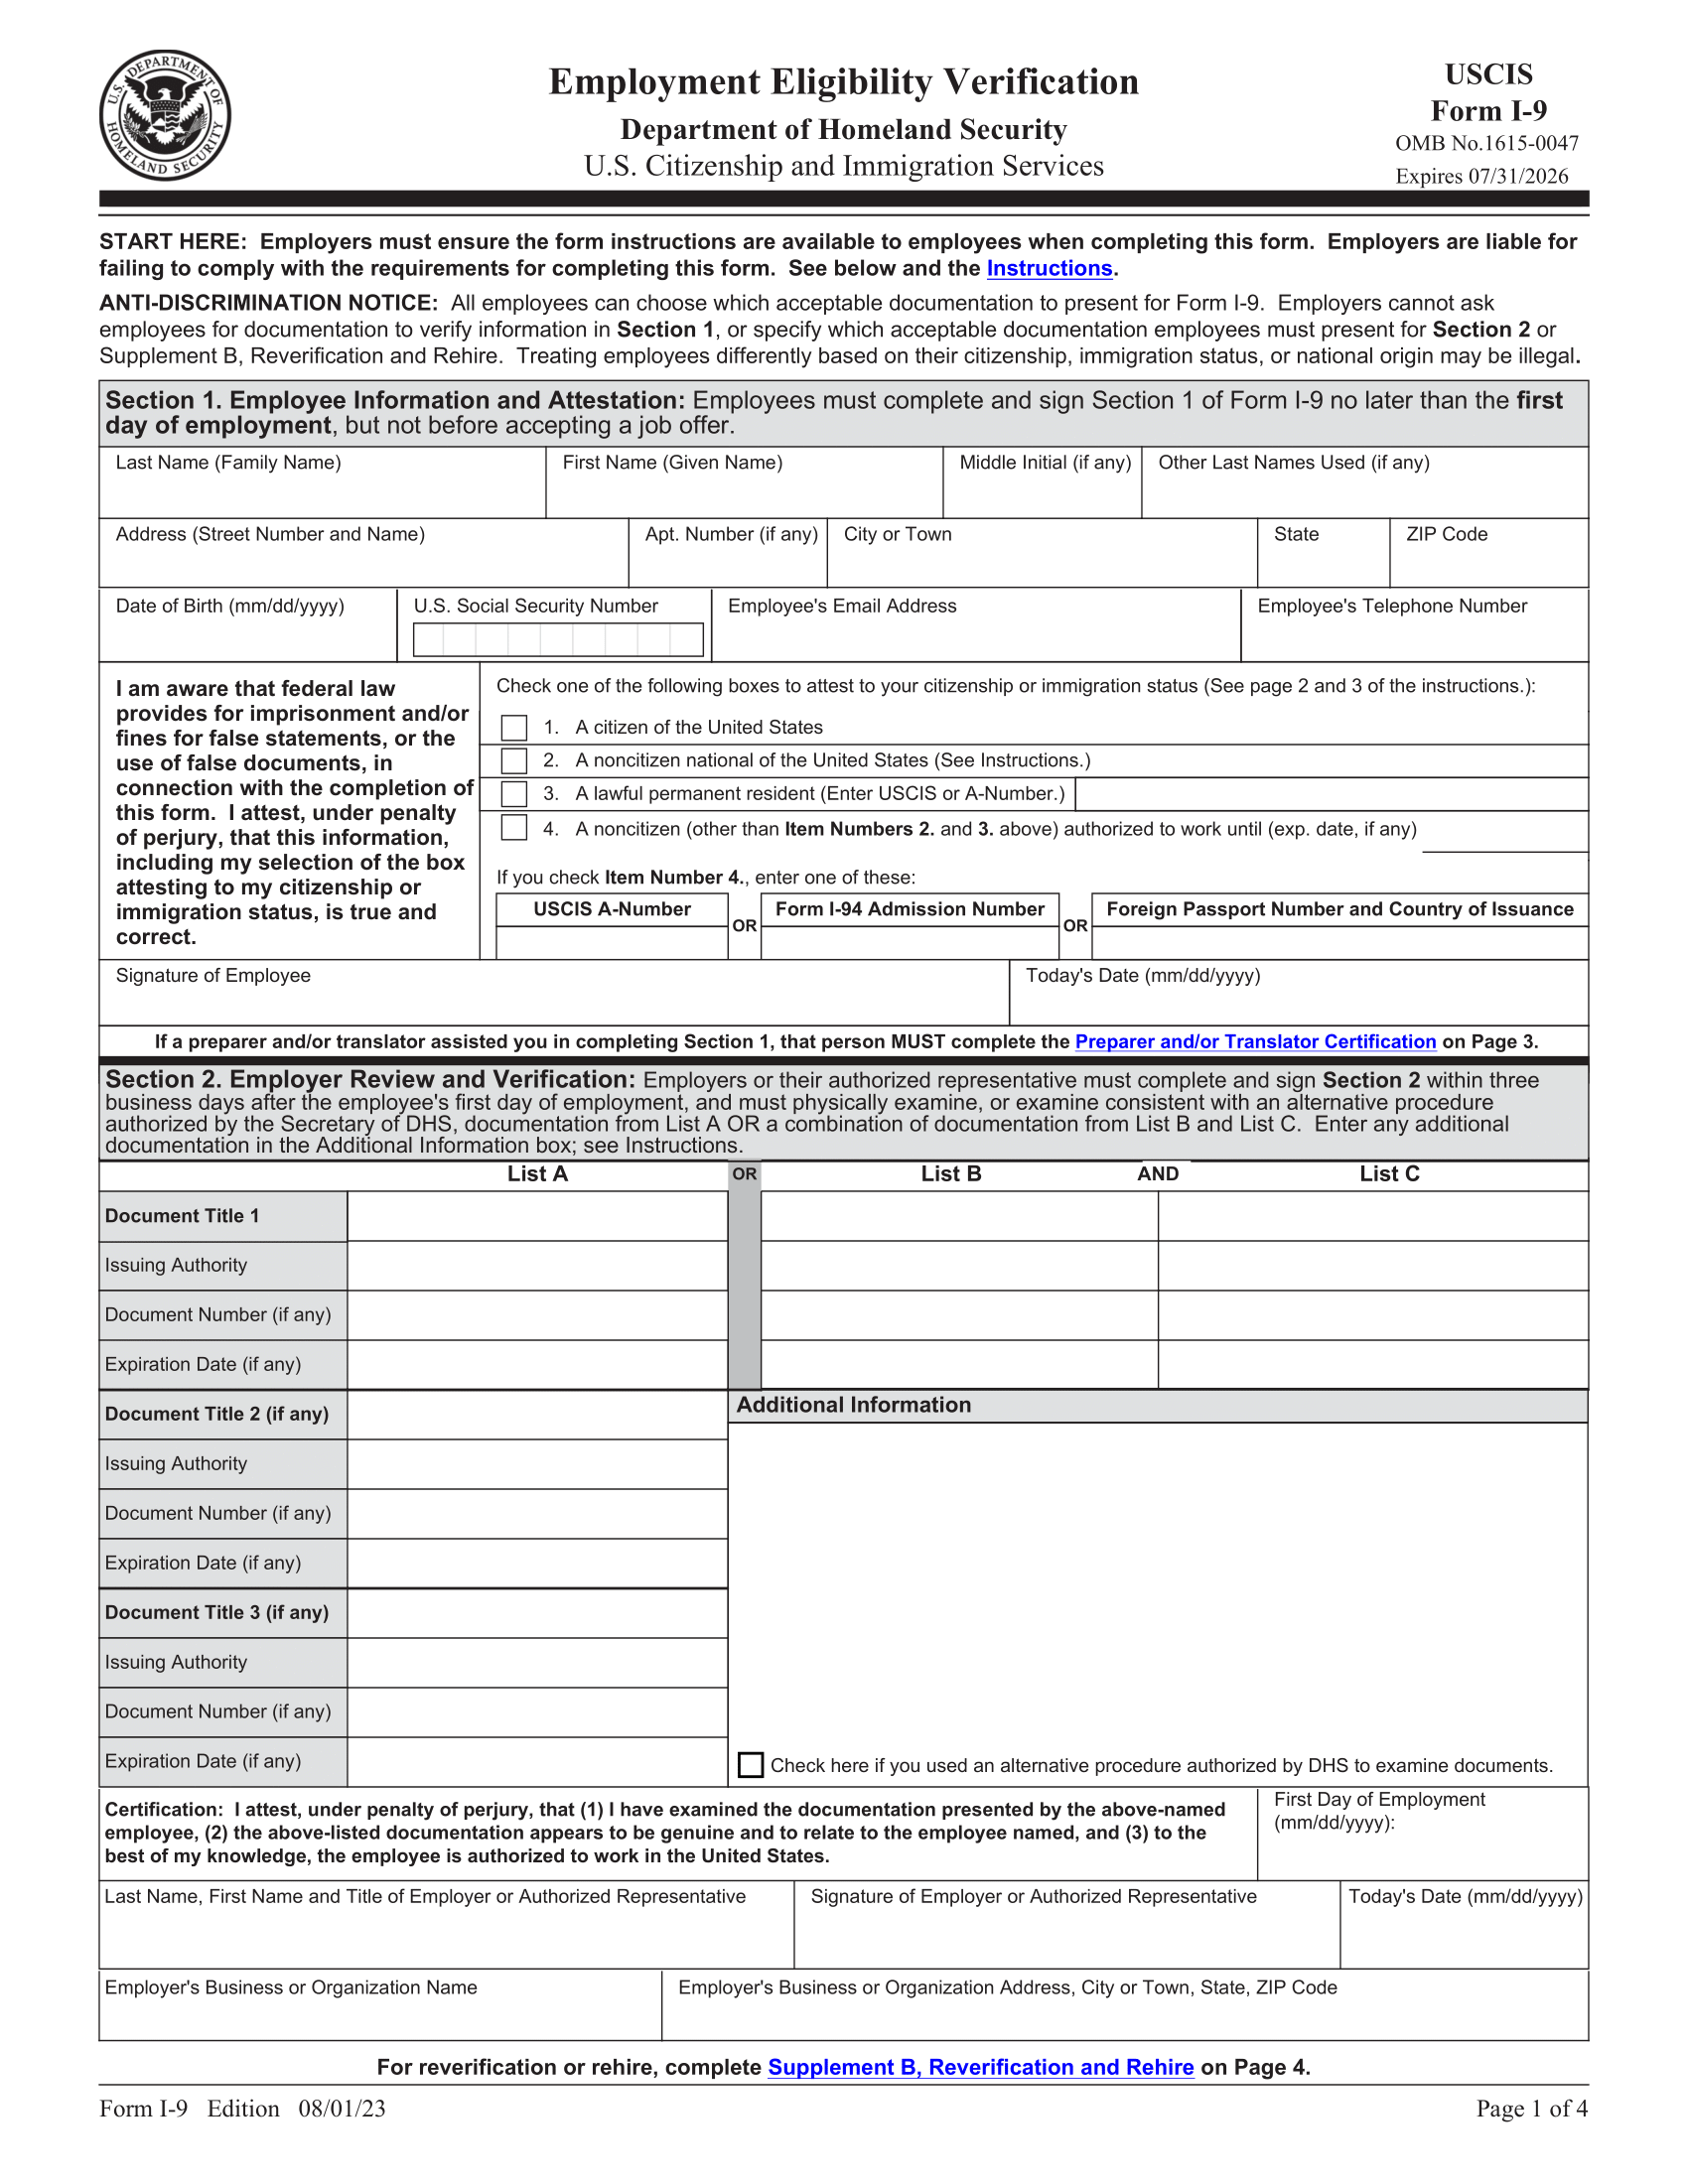 U.S. DEPARTMENT OF HOMELAND SECURITY
Employment Eligibility Verification
Department of Homeland Security
U.S. Citizenship and Immigration Services
USCIS
Form I-9
OMB No.1615-0047
Expires 07/31/2026
START HERE: Employers must ensure the form instructions are available to employees when completing this form. Employers are liable for
failing to comply with the requirements for completing this form. See below and the Instructions.
ANTI-DISCRIMINATION NOTICE: All employees can choose which acceptable documentation to present for Form I-9. Employers cannot ask
employees for documentation to verify information in Section 1, or specify which acceptable documentation employees must present for Section 2 or
Supplement B, Reverification and Rehire. Treating employees differently based on their citizenship, immigration status, or national origin may be illegal.
Section 1. Employee Information and Attestation: Employees must complete and sign Section 1 of Form I-9 no later than the first
day of employment, but not before accepting a job offer.
Last Name (Family Name)
First Name (Given Name)
Middle Initial (if any)
Other Last Names Used (if any)
Address (Street Number and Name)
Apt. Number (if any)
City or Town
State
ZIP Code
Date of Birth (mm/dd/yyyy)
U.S. Social Security Number
Employee's Email Address
Employee's Telephone Number
I am aware that federal law
provides for imprisonment and/or
fines for false statements, or the
use of false documents, in
connection with the completion of
this form. I attest, under penalty
of perjury, that this information,
including my selection of the box
attesting to my citizenship or
immigration status, is true and
correct.
Check one of the following boxes to attest to your citizenship or immigration status (See page 2 and 3 of the instructions.):
1. A citizen of the United States
2. A noncitizen national of the United States (See Instructions.)
3. A lawful permanent resident (Enter USCIS or A-Number.)
4. A noncitizen (other than Item Numbers 2. and 3. above) authorized to work until (exp. date, if any)
If you check Item Number 4., enter one of these:
USCIS A-Number
OR
Form I-94 Admission Number
OR
Foreign Passport Number and Country of Issuance
Signature of Employee
Today's Date (mm/dd/yyyy)
If a preparer and/or translator assisted you in completing Section 1, that person MUST complete the Preparer and/or Translator Certification on Page 3.
Section 2. Employer Review and Verification: Employers or their authorized representative must complete and sign Section 2 within three
business days after the employee's first day of employment, and must physically examine, or examine consistent with an alternative procedure
authorized by the Secretary of DHS, documentation from List A OR a combination of documentation from List B and List C. Enter any additional
documentation in the Additional Information box; see Instructions.
List A
OR
List B
AND
List C
Document Title 1
Issuing Authority
Document Number (if any)
Expiration Date (if any)
Document Title 2 (if any)
Additional Information
Issuing Authority
Document Number (if any)
Expiration Date (if any)
Document Title 3 (if any)
Issuing Authority
Document Number (if any)
Expiration Date (if any)
Check here if you used an alternative procedure authorized by DHS to examine documents.
Certification: I attest, under penalty of perjury, that (1) I have examined the documentation presented by the above-named
employee, (2) the above-listed documentation appears to be genuine and to relate to the employee named, and (3) to the
best of my knowledge, the employee is authorized to work in the United States.
First Day of Employment
(mm/dd/yyyy):
Last Name, First Name and Title of Employer or Authorized Representative
Signature of Employer or Authorized Representative
Today's Date (mm/dd/yyyy)
Employer's Business or Organization Name
Employer's Business or Organization Address, City or Town, State, ZIP Code
For reverification or rehire, complete Supplement B, Reverification and Rehire on Page 4.
Form I-9 Edition 08/01/23
Page 1 of 4